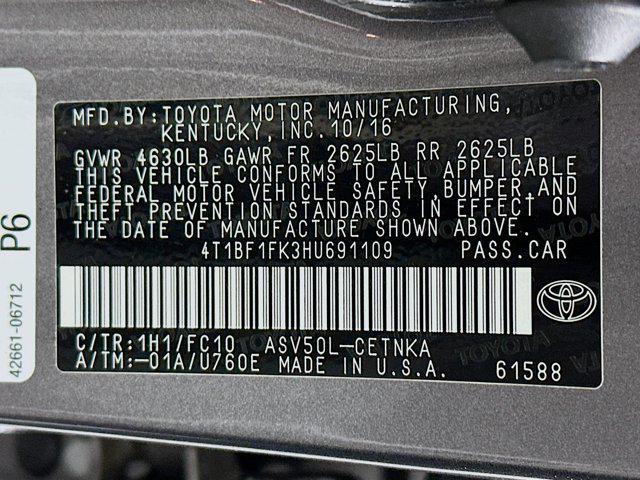 MFD.BY:TOYOTA MOTOR MANUFACTURING,
KENTUCKY,INC.10/16
GVWR 4630LB GAWR FR 2625LB RR 2625LB
THIS VEHICLE CONFORMS TO ALL APPLICABLE
FEDERAL MOTOR VEHICLE SAFETY,BUMPER,AND
THEFT PREVENTION STANDARDS IN EFFECT ON
THE DATE OF MANUFACTURE SHOWN ABOVE.
4T1BF1FK3HU691109 PASS.CAR
C/TR:1H1/FC10 ASV50L-CETNKA
A/TM:-01A/U760E MADE IN U.S.A. 61588
P6
42661-06712